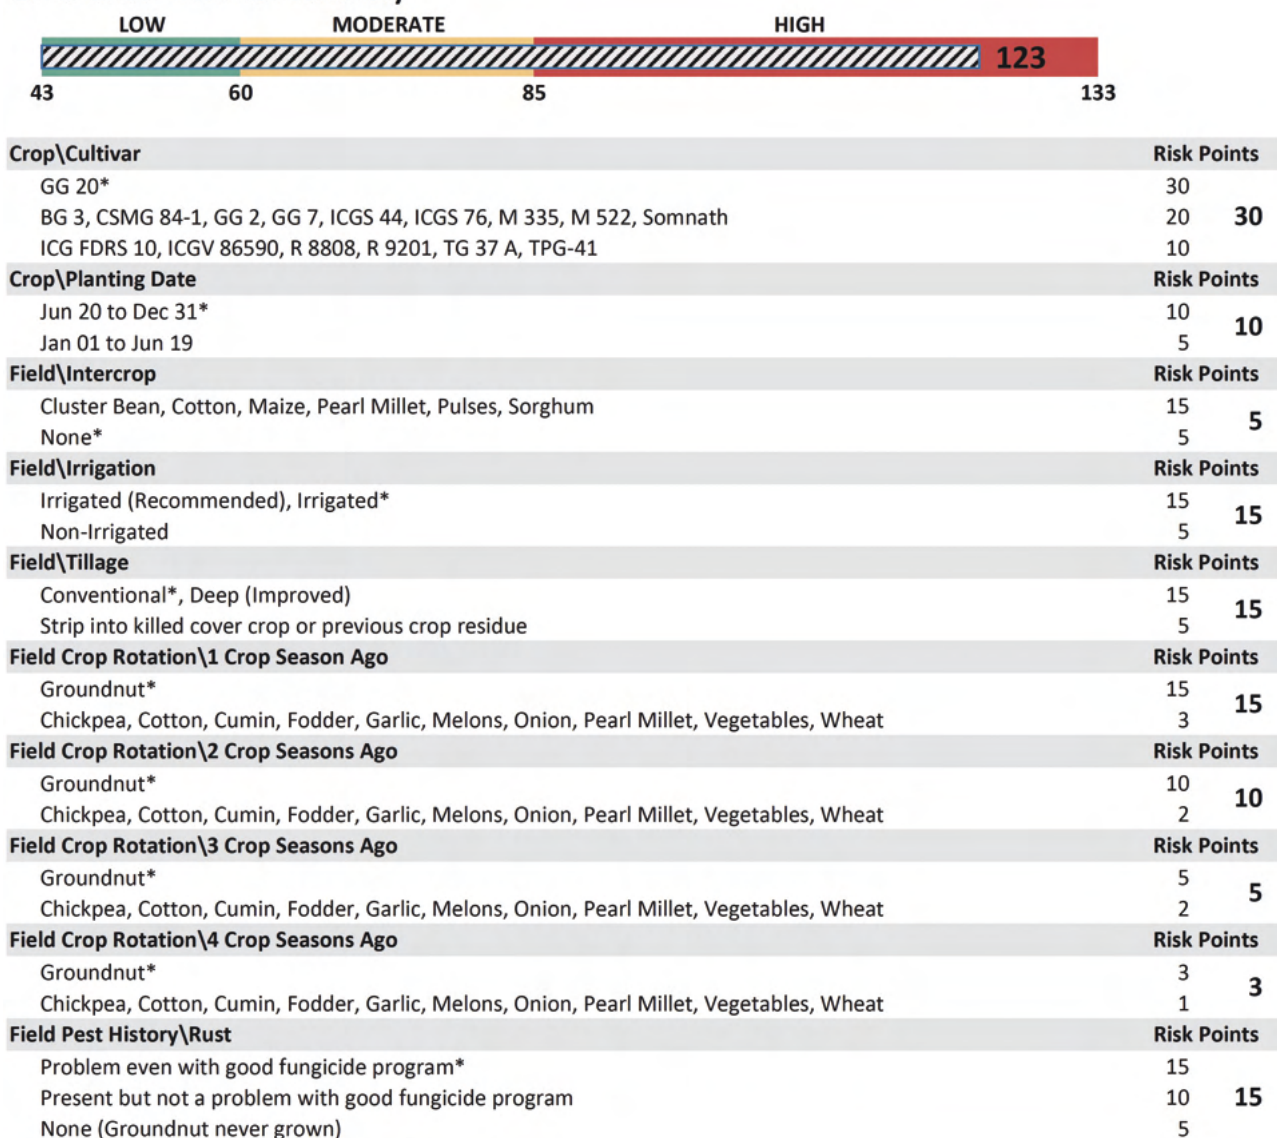 LOW MODERATE HIGH
123
43 60 85 133
Crop\Cultivar Risk Points
GG 20* 30
BG 3, CSMG 84-1, GG 2, GG 7, ICGS 44, ICGS 76, M 335, M 522, Somnath 20 30
ICG FDRS 10, ICGV 86590, R 8808, R 9201, TG 37 A, TPG-41 10
Crop\Planting Date Risk Points
Jun 20 to Dec 31* 10
10
Jan 01 to Jun 19 5
Field\Intercrop Risk Points
Cluster Bean, Cotton, Maize, Pearl Millet, Pulses, Sorghum 15
5
None* 5
Field\Irrigation Risk Points
Irrigated (Recommended), Irrigated* 15
15
Non-Irrigated 5
Field\Tillage Risk Points
Conventional*, Deep (Improved) 15
15
Strip into killed cover crop or previous crop residue 5
Field Crop Rotation\1 Crop Season Ago Risk Points
Groundnut* 15
15
Chickpea, Cotton, Cumin, Fodder, Garlic, Melons, Onion, Pearl Millet, Vegetables, Wheat 3
Field Crop Rotation\2 Crop Seasons Ago Risk Points
Groundnut* 10
10
Chickpea, Cotton, Cumin, Fodder, Garlic, Melons, Onion, Pearl Millet, Vegetables, Wheat 2
Field Crop Rotation\3 Crop Seasons Ago Risk Points
Groundnut* 5
5
Chickpea, Cotton, Cumin, Fodder, Garlic, Melons, Onion, Pearl Millet, Vegetables, Wheat 2
Field Crop Rotation\4 Crop Seasons Ago Risk Points
Groundnut* 3
3
Chickpea, Cotton, Cumin, Fodder, Garlic, Melons, Onion, Pearl Millet, Vegetables, Wheat 1
Field Pest History\Rust Risk Points
Problem even with good fungicide program* 15
Present but not a problem with good fungicide program 10 15
None (Groundnut never grown) 5